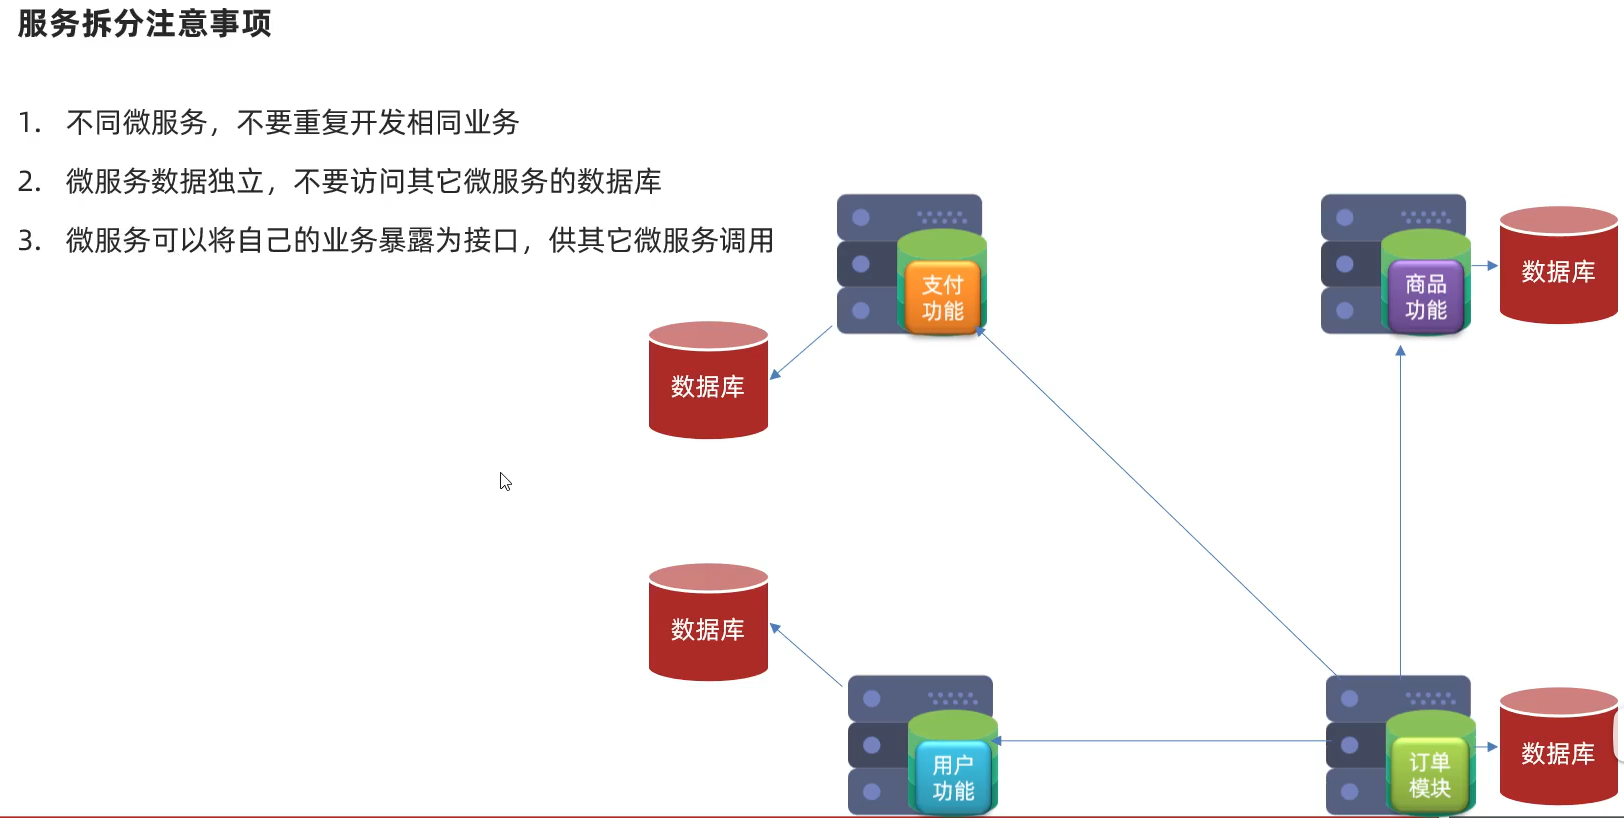 服务拆分注意事项
1. 不同微服务，不要重复开发相同业务
2. 微服务数据独立，不要访问其它微服务的数据库
3. 微服务可以将自己的业务暴露为接口，供其它微服务调用
支付
功能
商品
功能
数据库
数据库
数据库
用户
功能
订单
模块
数据库